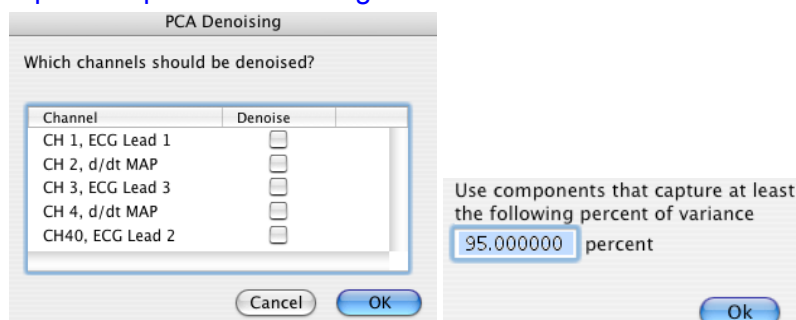 PCA Denoising
Which channels should be denoised?
Channel Denoise
CH 1, ECG Lead 1
CH 2, d/dt MAP
CH 3, ECG Lead 3
CH 4, d/dt MAP
CH40, ECG Lead 2
Cancel OK
Use components that capture at least
the following percent of variance
95.000000 percent
Ok